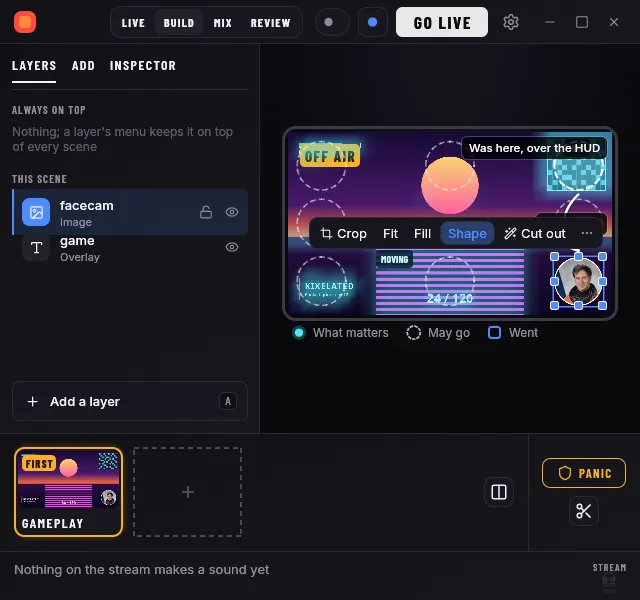 LIVE BUILD MIX REVIEW
GO LIVE
LAYERS ADD INSPECTOR
ALWAYS ON TOP
Nothing; a layer's menu keeps it on top
of every scene
THIS SCENE
facecam
Image
game
Overlay
+ Add a layer A
OFF AIR
Was here, over the HUD
Crop Fit Fill Shape Cut out ...
MOVING
KIXELATED
24 / 120
What matters May go Went
FIRST
GAMEPLAY
PANIC
Nothing on the stream makes a sound yet
STREAM